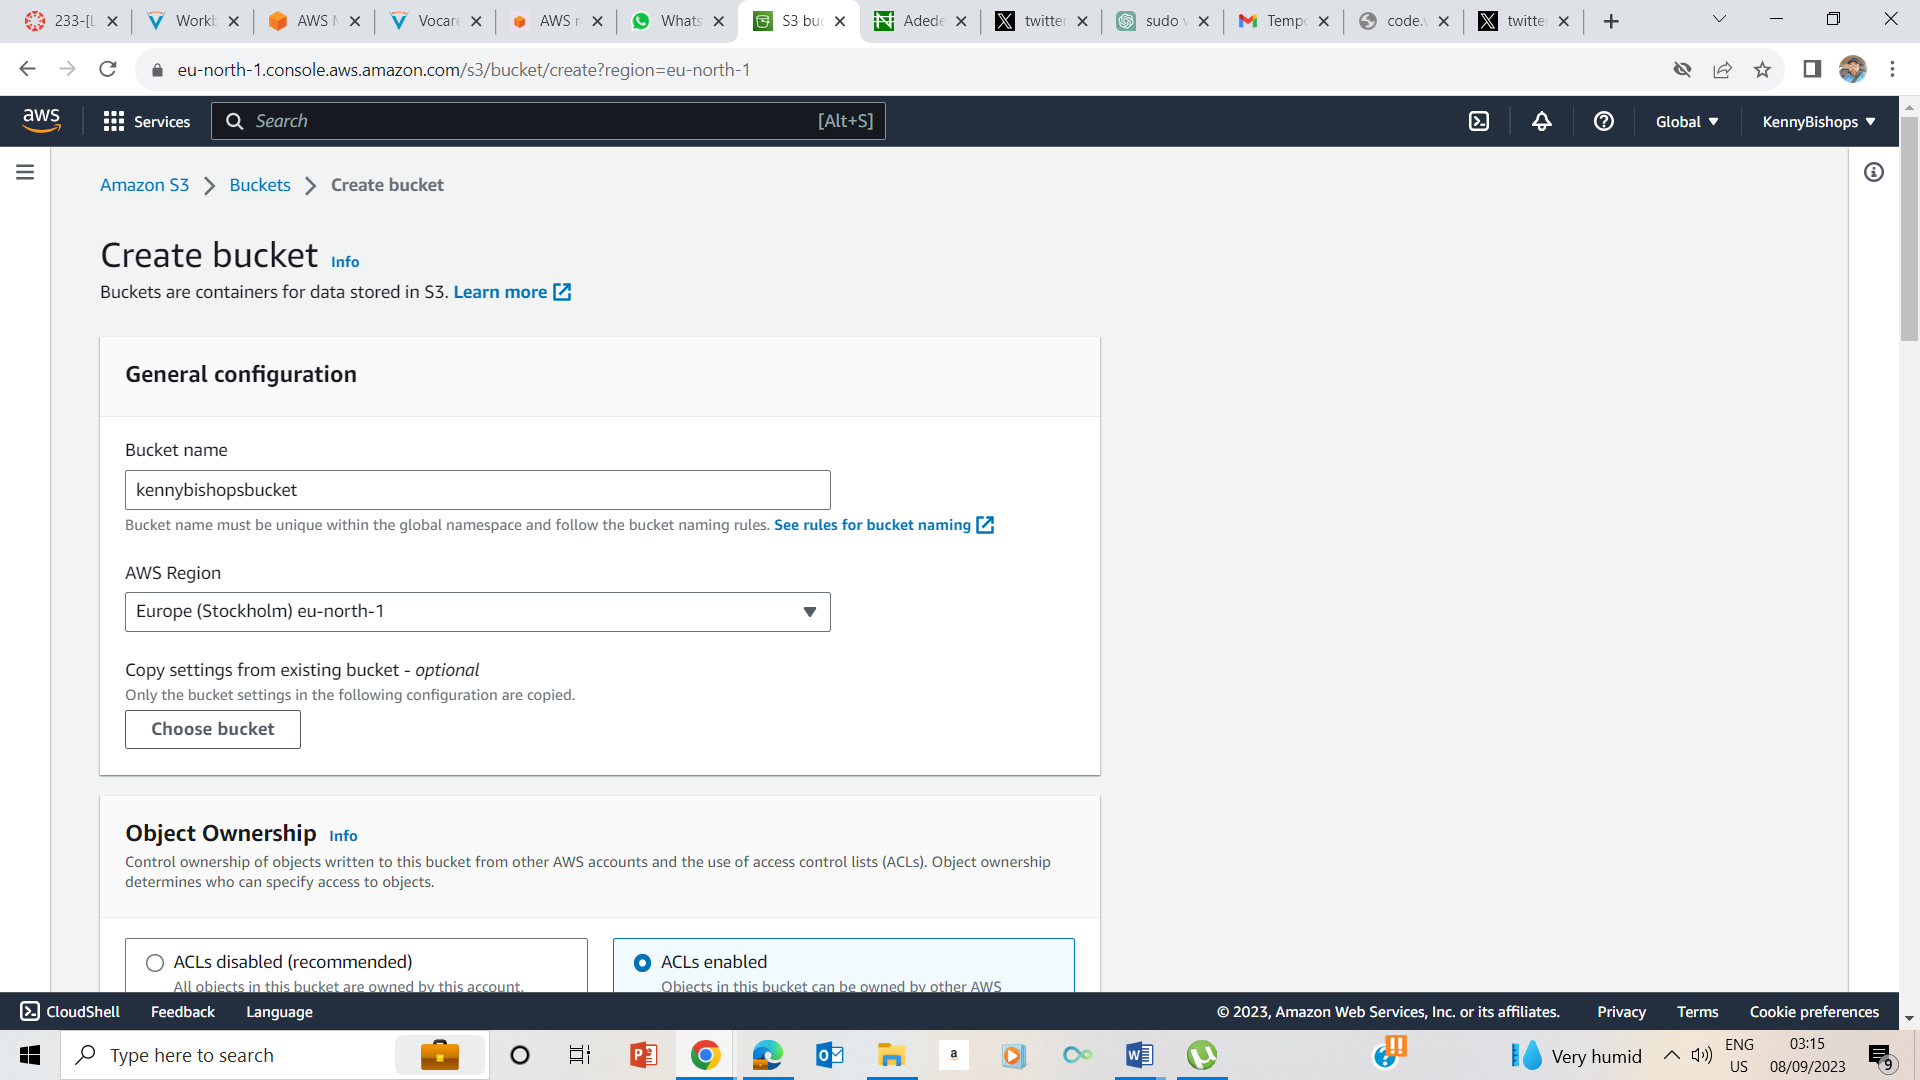 233-[L
Workb
AWS M
Vocare
AWS r
Whats
S3 buc
Adede
twitter
sudo
Tempo
code.v
twitter
eu-north-1.console.aws.amazon.com/s3/bucket/create?region=eu-north-1
aws
Services
Search
[Alt+S]
Global
KennyBishops
Amazon S3
Buckets
Create bucket
Create bucket Info
Buckets are containers for data stored in S3. Learn more
General configuration
Bucket name
kennybishopsbucket
Bucket name must be unique within the global namespace and follow the bucket naming rules. See rules for bucket naming
AWS Region
Europe (Stockholm) eu-north-1
Copy settings from existing bucket - optional
Only the bucket settings in the following configuration are copied.
Choose bucket
Object Ownership Info
Control ownership of objects written to this bucket from other AWS accounts and the use of access control lists (ACLs). Object ownership
determines who can specify access to objects.
ACLs disabled (recommended)
All objects in this bucket are owned by this account.
ACLs enabled
Objects in this bucket can be owned by other AWS
CloudShell
Feedback
Language
© 2023, Amazon Web Services, Inc. or its affiliates.
Privacy
Terms
Cookie preferences
Type here to search
Very humid
ENG
US
03:15
08/09/2023
9